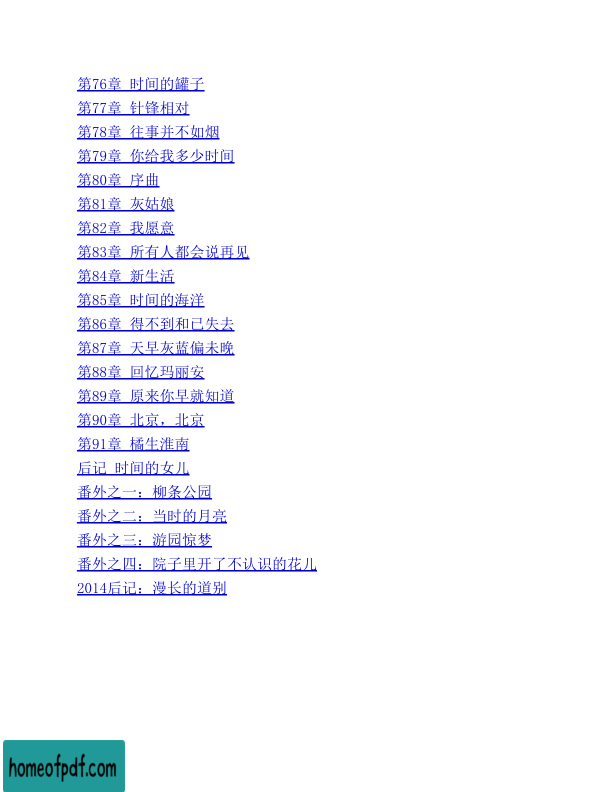 第76章 时间的罐子
第77章 针锋相对
第78章 往事并不如烟
第79章 你给我多少时间
第80章 序曲
第81章 灰姑娘
第82章 我愿意
第83章 所有人都会说再见
第84章 新生活
第85章 时间的海洋
第86章 得不到和已失去
第87章 天早灰蓝偏未晚
第88章 回忆玛丽安
第89章 原来你早就知道
第90章 北京，北京
第91章 橘生淮南
后记 时间的女儿
番外之一：柳条公园
番外之二：当时的月亮
番外之三：游园惊梦
番外之四：院子里开了不认识的花儿
2014后记：漫长的道别
homeofpdf.com